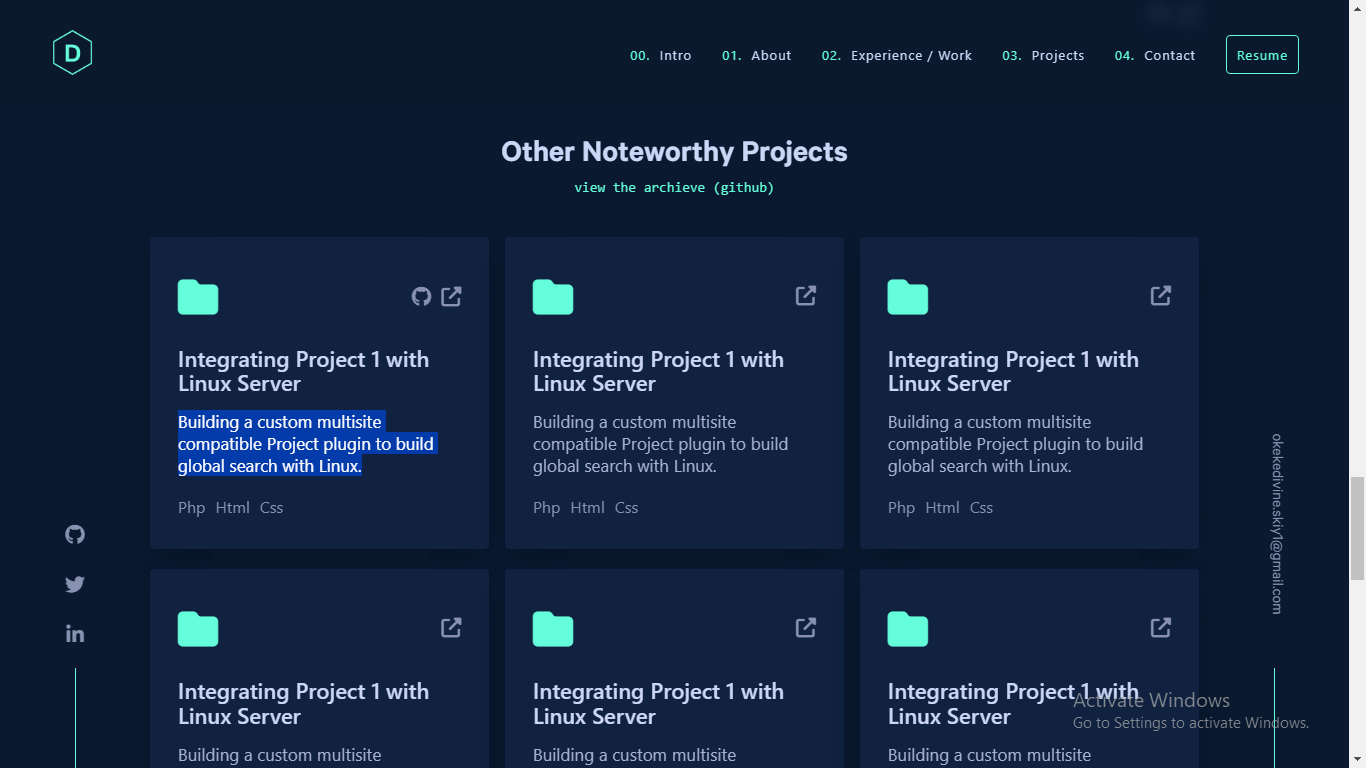 D
00. Intro 01. About 02. Experience / Work 03. Projects 04. Contact Resume
Other Noteworthy Projects
view the archieve (github)
Integrating Project 1 with
Linux Server
Building a custom multisite
compatible Project plugin to build
global search with Linux.
Php Html Css
Integrating Project 1 with
Linux Server
Building a custom multisite
compatible Project plugin to build
global search with Linux.
Php Html Css
Integrating Project 1 with
Linux Server
Building a custom multisite
compatible Project plugin to build
global search with Linux.
Php Html Css
okekedivine.skiy1@gmail.com
in
Integrating Project 1 with
Linux Server
Building a custom multisite
Integrating Project 1 with
Linux Server
Building a custom multisite
Integrating Project 1 with
Linux Server
Building a custom multisite
Activate Windows
Go to Settings to activate Windows.